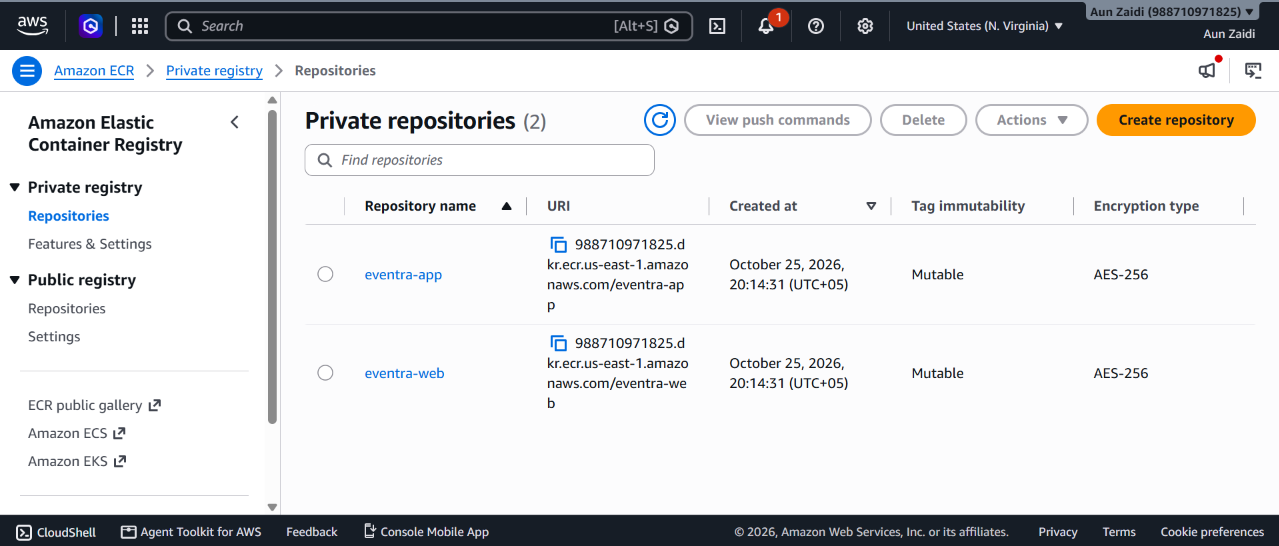 aws
Search
[Alt+S]
1
United States (N. Virginia)
Aun Zaidi (988710971825)
Aun Zaidi
Amazon ECR
Private registry
Repositories
Amazon Elastic
Container Registry
Private registry
Repositories
Features & Settings
Public registry
Repositories
Settings
ECR public gallery
Amazon ECS
Amazon EKS
Private repositories (2)
View push commands
Delete
Actions
Create repository
Find repositories
Repository name
URI
Created at
Tag immutability
Encryption type
eventra-app
988710971825.d
kr.ecr.us-east-1.amazo
naws.com/eventra-ap
p
October 25, 2026,
20:14:31 (UTC+05)
Mutable
AES-256
eventra-web
988710971825.d
kr.ecr.us-east-1.amazo
naws.com/eventra-we
b
October 25, 2026,
20:14:31 (UTC+05)
Mutable
AES-256
CloudShell
Agent Toolkit for AWS
Feedback
Console Mobile App
© 2026, Amazon Web Services, Inc. or its affiliates.
Privacy
Terms
Cookie preferences